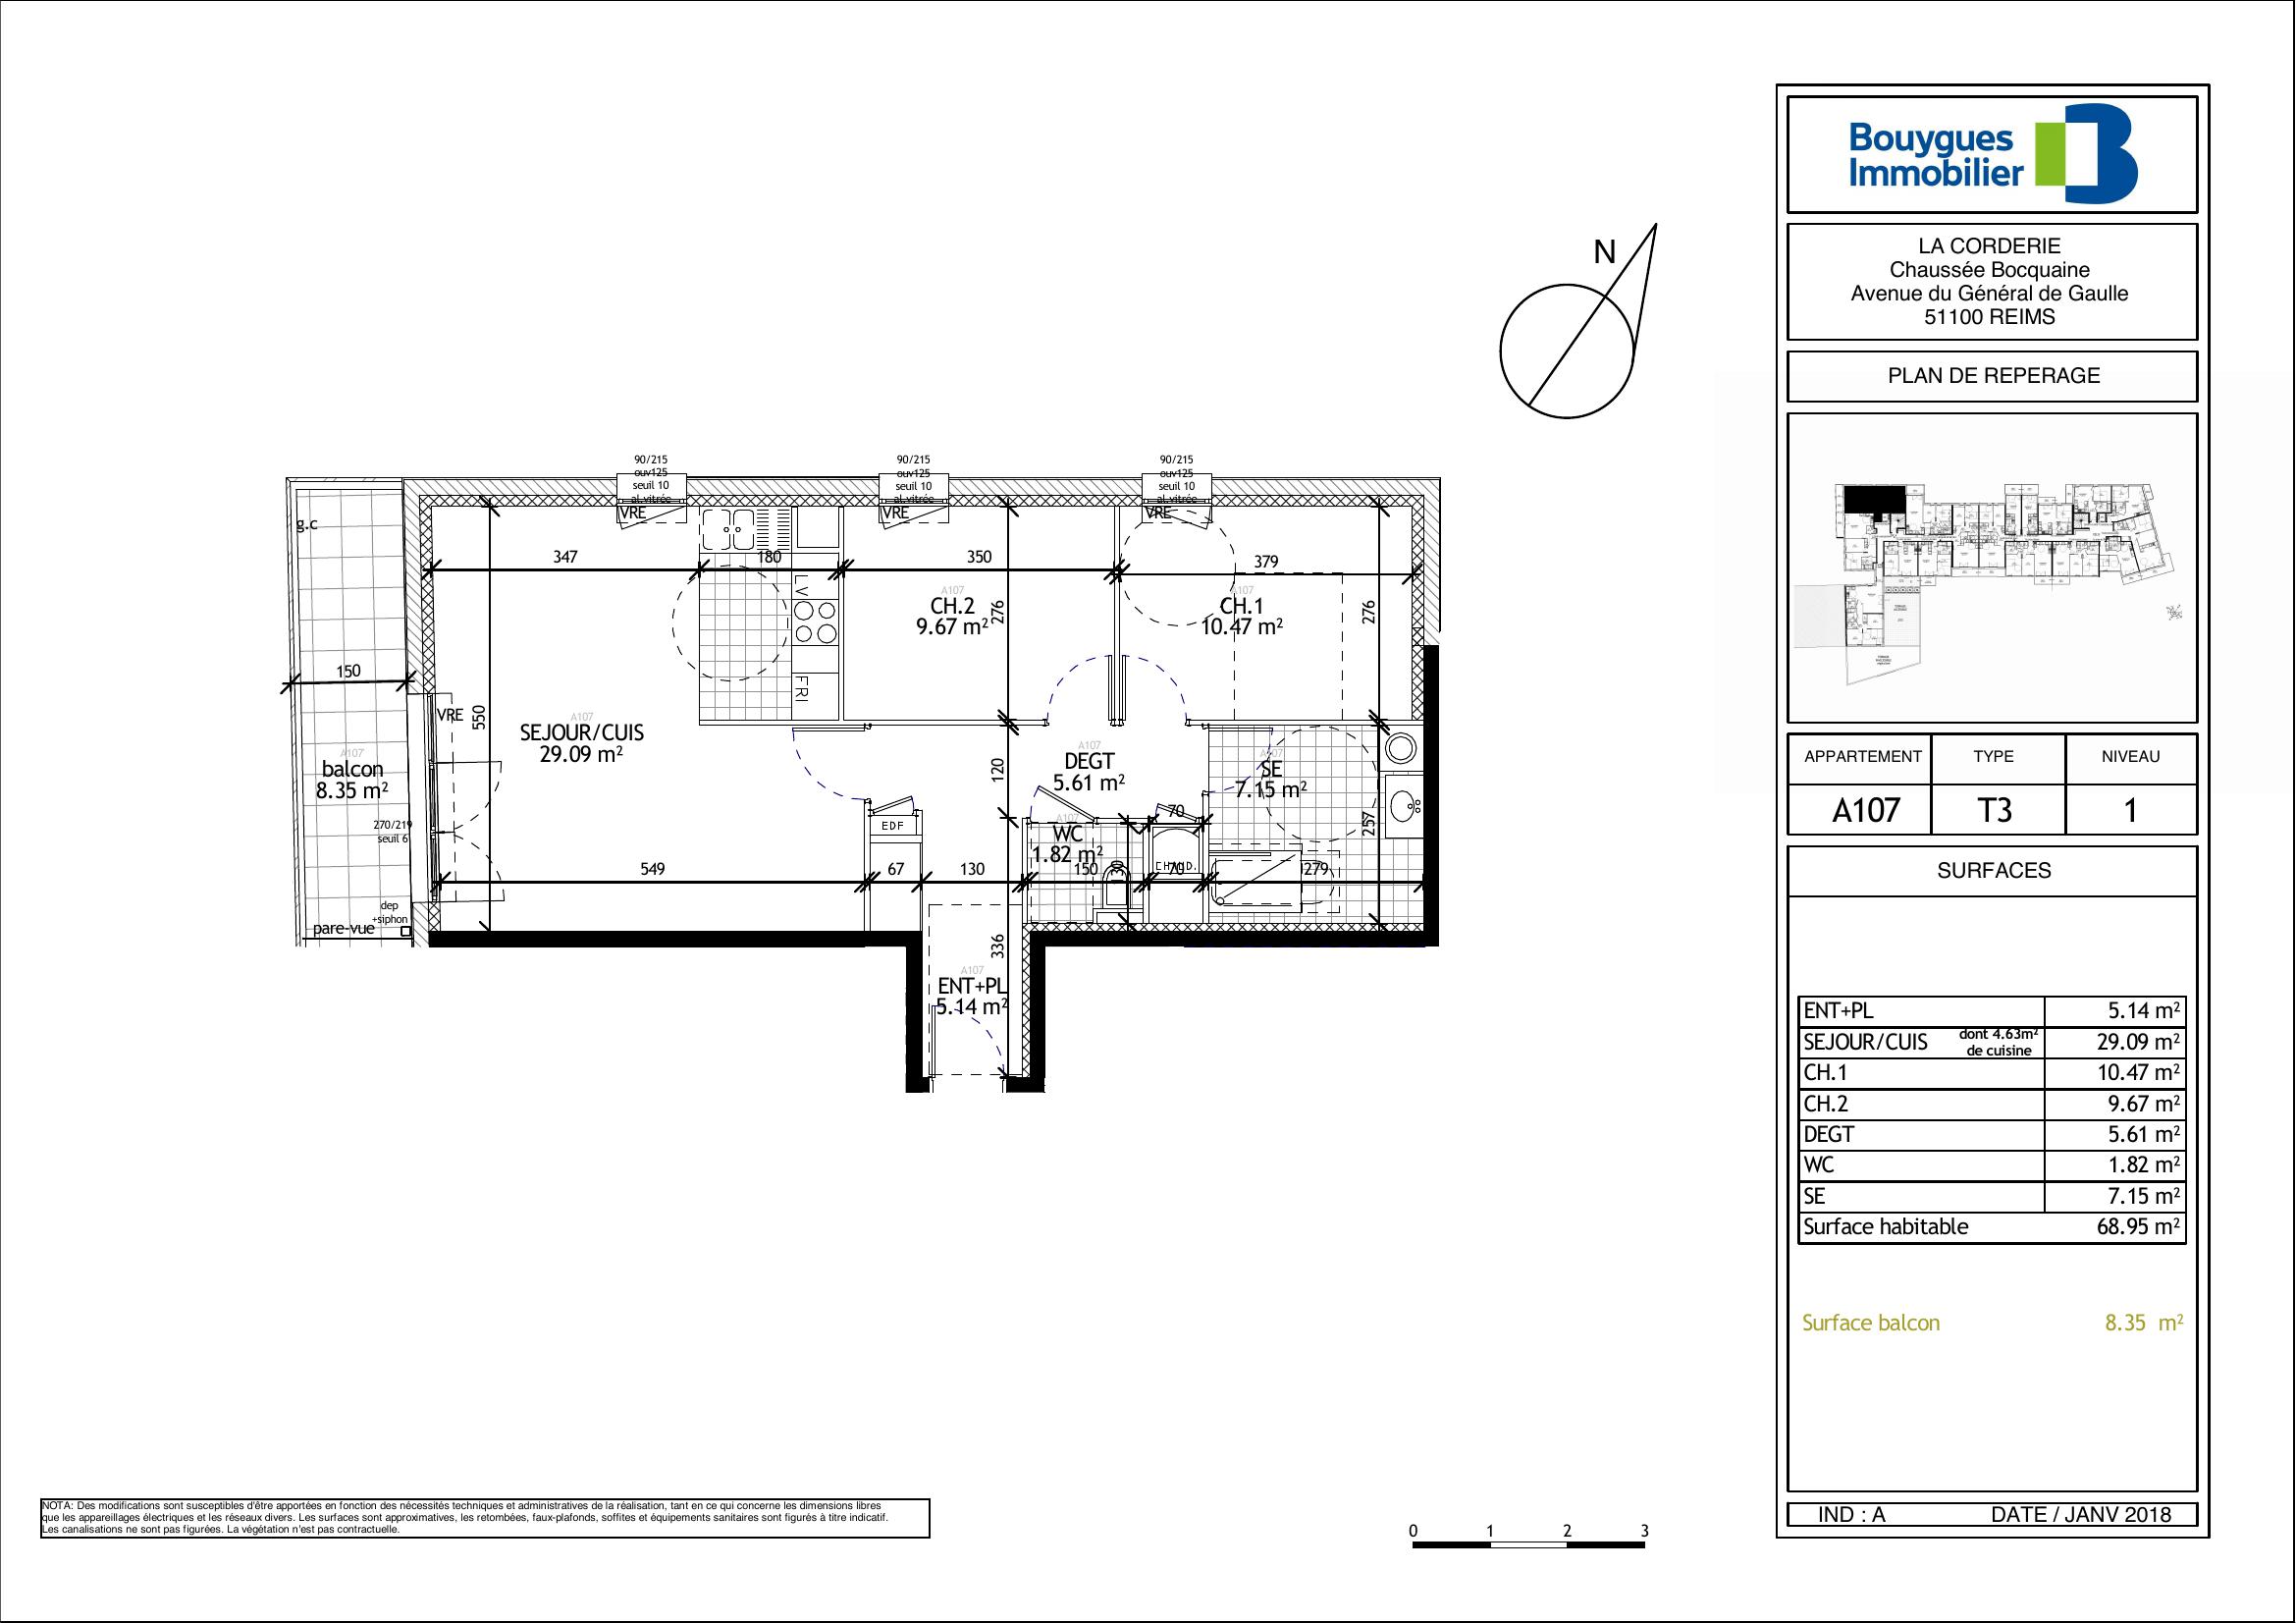 Bouygues
Immobilier
LA CORDERIE
Chaussée Bocquaine
Avenue du Général de Gaulle
51100 REIMS
PLAN DE REPERAGE
APPARTEMENT TYPE NIVEAU
A107 T3 1
SURFACES
ENT+PL 5.14 m²
SEJOUR/CUIS dont 4.63m² de cuisine 29.09 m²
CH.1 10.47 m²
CH.2 9.67 m²
DEGT 5.61 m²
WC 1.82 m²
SE 7.15 m²
Surface habitable 68.95 m²
Surface balcon 8.35 m²
IND : A DATE / JANV 2018
N
90/215
ouv125
seuil 10
al.vitrée
VRE
90/215
ouv125
seuil 10
al.vitrée
VRE
90/215
ouv125
seuil 10
al.vitrée
VRE
g.c
347
180
350
379
LV
FRI
A107
CH.2
9.67 m²
276
A107
CH.1
10.47 m²
276
150
VRE
550
A107
SEJOUR/CUIS
29.09 m²
A107
balcon
8.35 m²
270/219
seuil 6
A107
DEGT
5.61 m²
120
A107
SE
7.15 m²
257
70
EDF
A107
WC
1.82 m²
CHAND.
549
67
130
150
130
70
279
dep
+siphon
pare-vue
336
A107
ENT+PL
5.14 m²
NOTA: Des modifications sont susceptibles d'être apportées en fonction des nécessités techniques et administratives de la réalisation, tant en ce qui concerne les dimensions libres
que les appareillages électriques et les réseaux divers. Les surfaces sont approximatives, les retombées, faux-plafonds, soffites et équipements sanitaires sont figurés à titre indicatif.
Les canalisations ne sont pas figurées. La végétation n'est pas contractuelle.
0 1 2 3